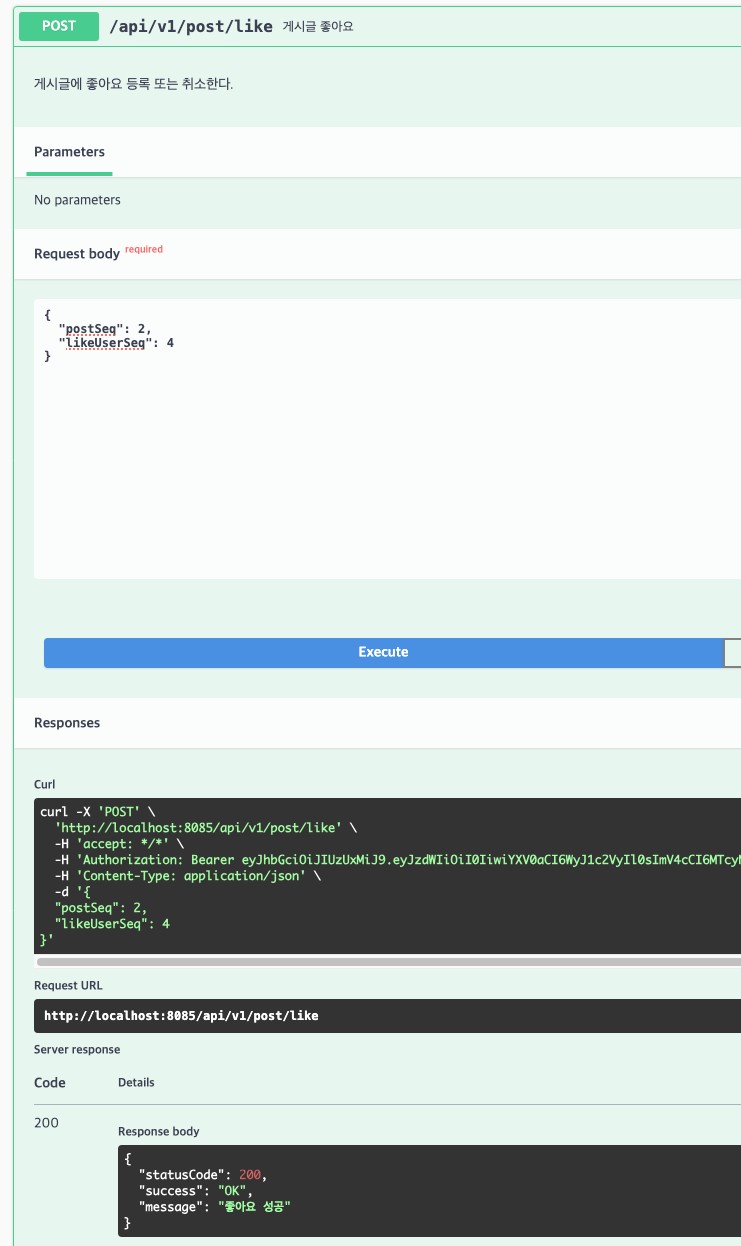 POST /api/v1/post/like 게시글 좋아요
게시글에 좋아요 등록 또는 취소한다.
Parameters
No parameters
Request body required
{
"postSeq": 2,
"likeUserSeq": 4
}
Execute
Responses
Curl
curl -X 'POST' \
'http://localhost:8085/api/v1/post/like' \
-H 'accept: */*' \
-H 'Authorization: Bearer eyJhbGciOiJIUzUxMiJ9.eyJzdWIiOiI0IiwiYXV0aCI6WyJ1c2VyIl0sImV4cCI6MTcyN
-H 'Content-Type: application/json' \
-d '{
"postSeq": 2,
"likeUserSeq": 4
}'
Request URL
http://localhost:8085/api/v1/post/like
Server response
Code Details
200
Response body
{
"statusCode": 200,
"success": "OK",
"message": "좋아요 성공"
}